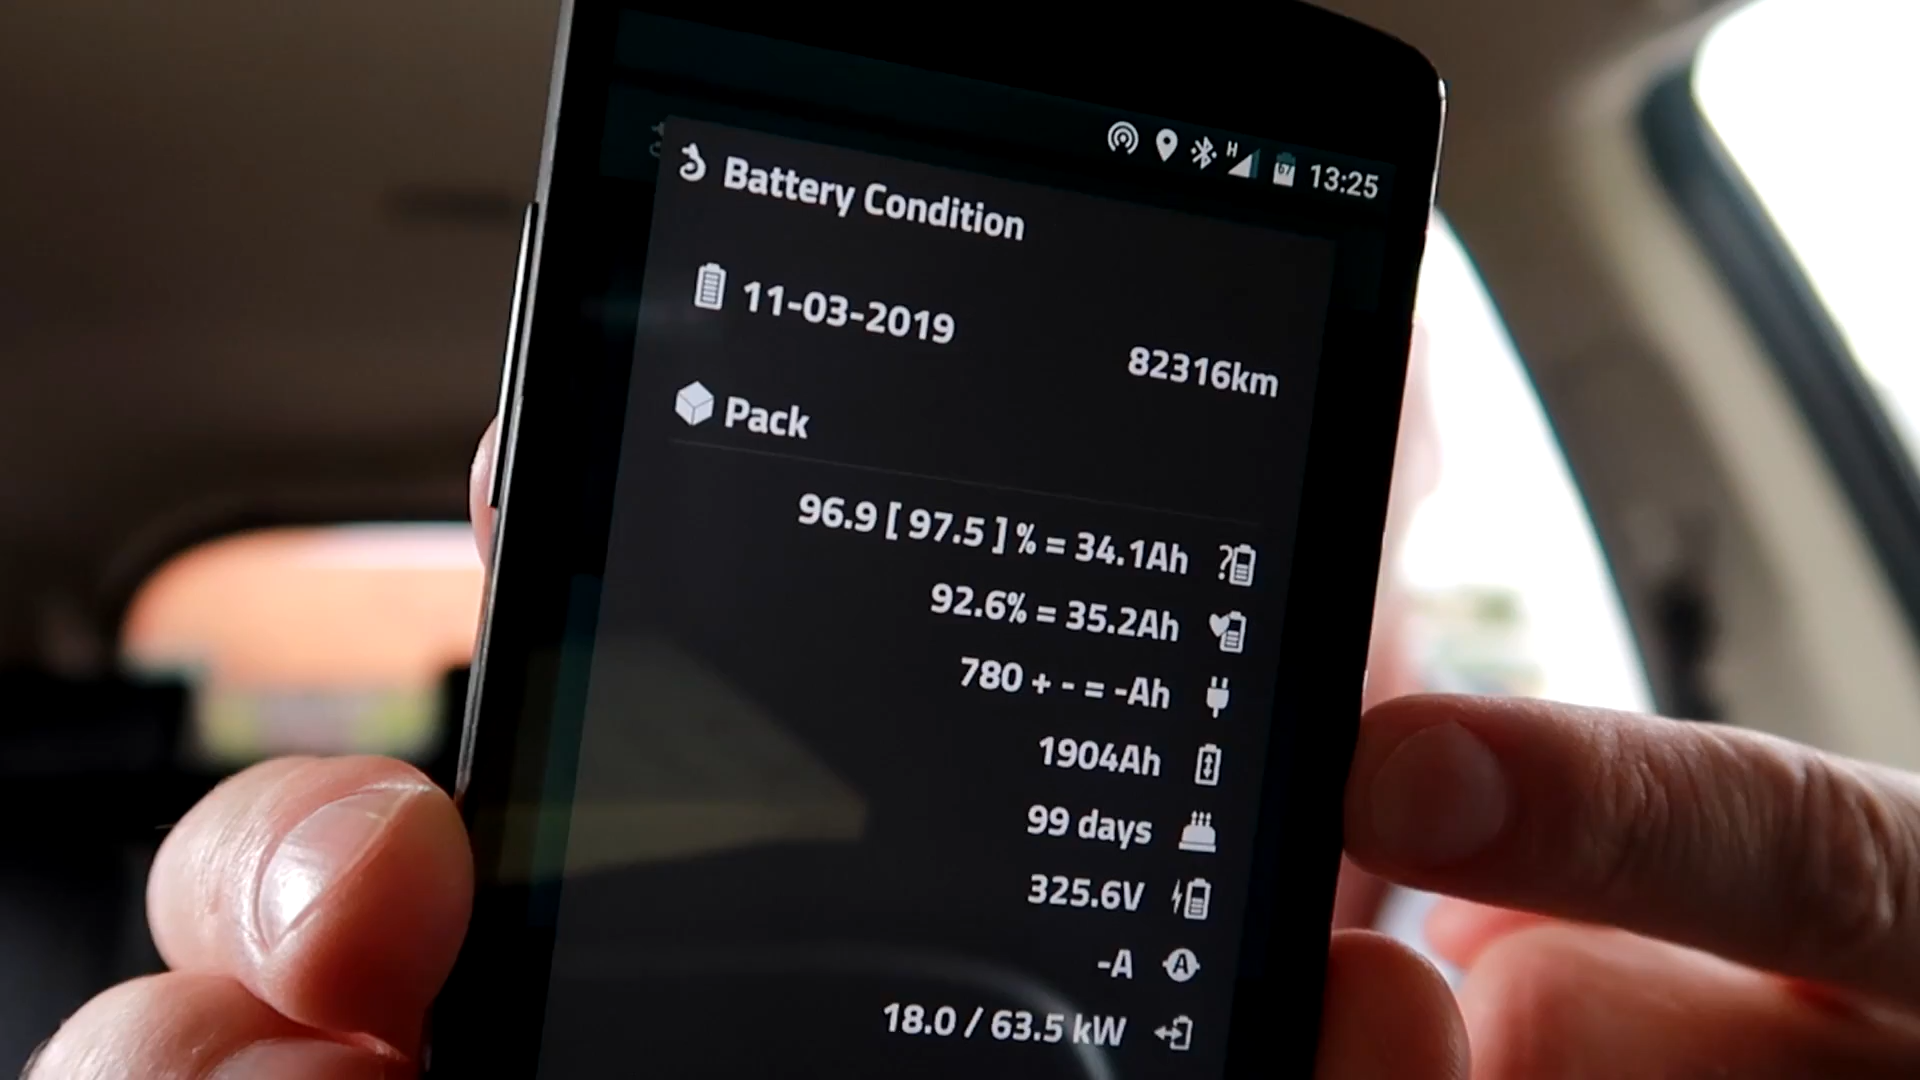 H 67 13:25
Battery Condition
11-03-2019
82316km
Pack
96.9 [ 97.5 ] % = 34.1Ah ?
92.6% = 35.2Ah
780 + - = -Ah
1904Ah
99 days
325.6V
-A A
18.0 / 63.5 kW